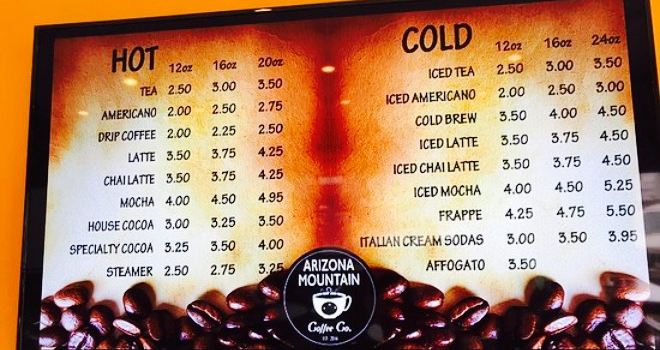 HOT 12oz 16oz 20oz
TEA 2.50 3.00 3.50
AMERICANO 2.00 2.50 2.75
DRIP COFFEE 2.00 2.25 2.50
LATTE 3.50 3.75 4.25
CHAI LATTE 3.50 3.75 4.25
MOCHA 4.00 4.50 4.95
HOUSE COCOA 3.00 3.25 3.50
SPECIALTY COCOA 3.25 3.50 4.00
STEAMER 2.50 2.75 3.25
COLD 12oz 16oz 24oz
ICED TEA 2.50 3.00 3.50
ICED AMERICANO 2.00 2.50 3.00
COLD BREW 3.50 4.00 4.50
ICED LATTE 3.50 3.75 4.50
ICED CHAI LATTE 3.50 3.75 4.50
ICED MOCHA 4.00 4.50 5.25
FRAPPE 4.25 4.75 5.50
ITALIAN CREAM SODAS 3.00 3.50 3.95
AFFOGATO 3.50
ARIZONA
MOUNTAIN
Coffee Co.